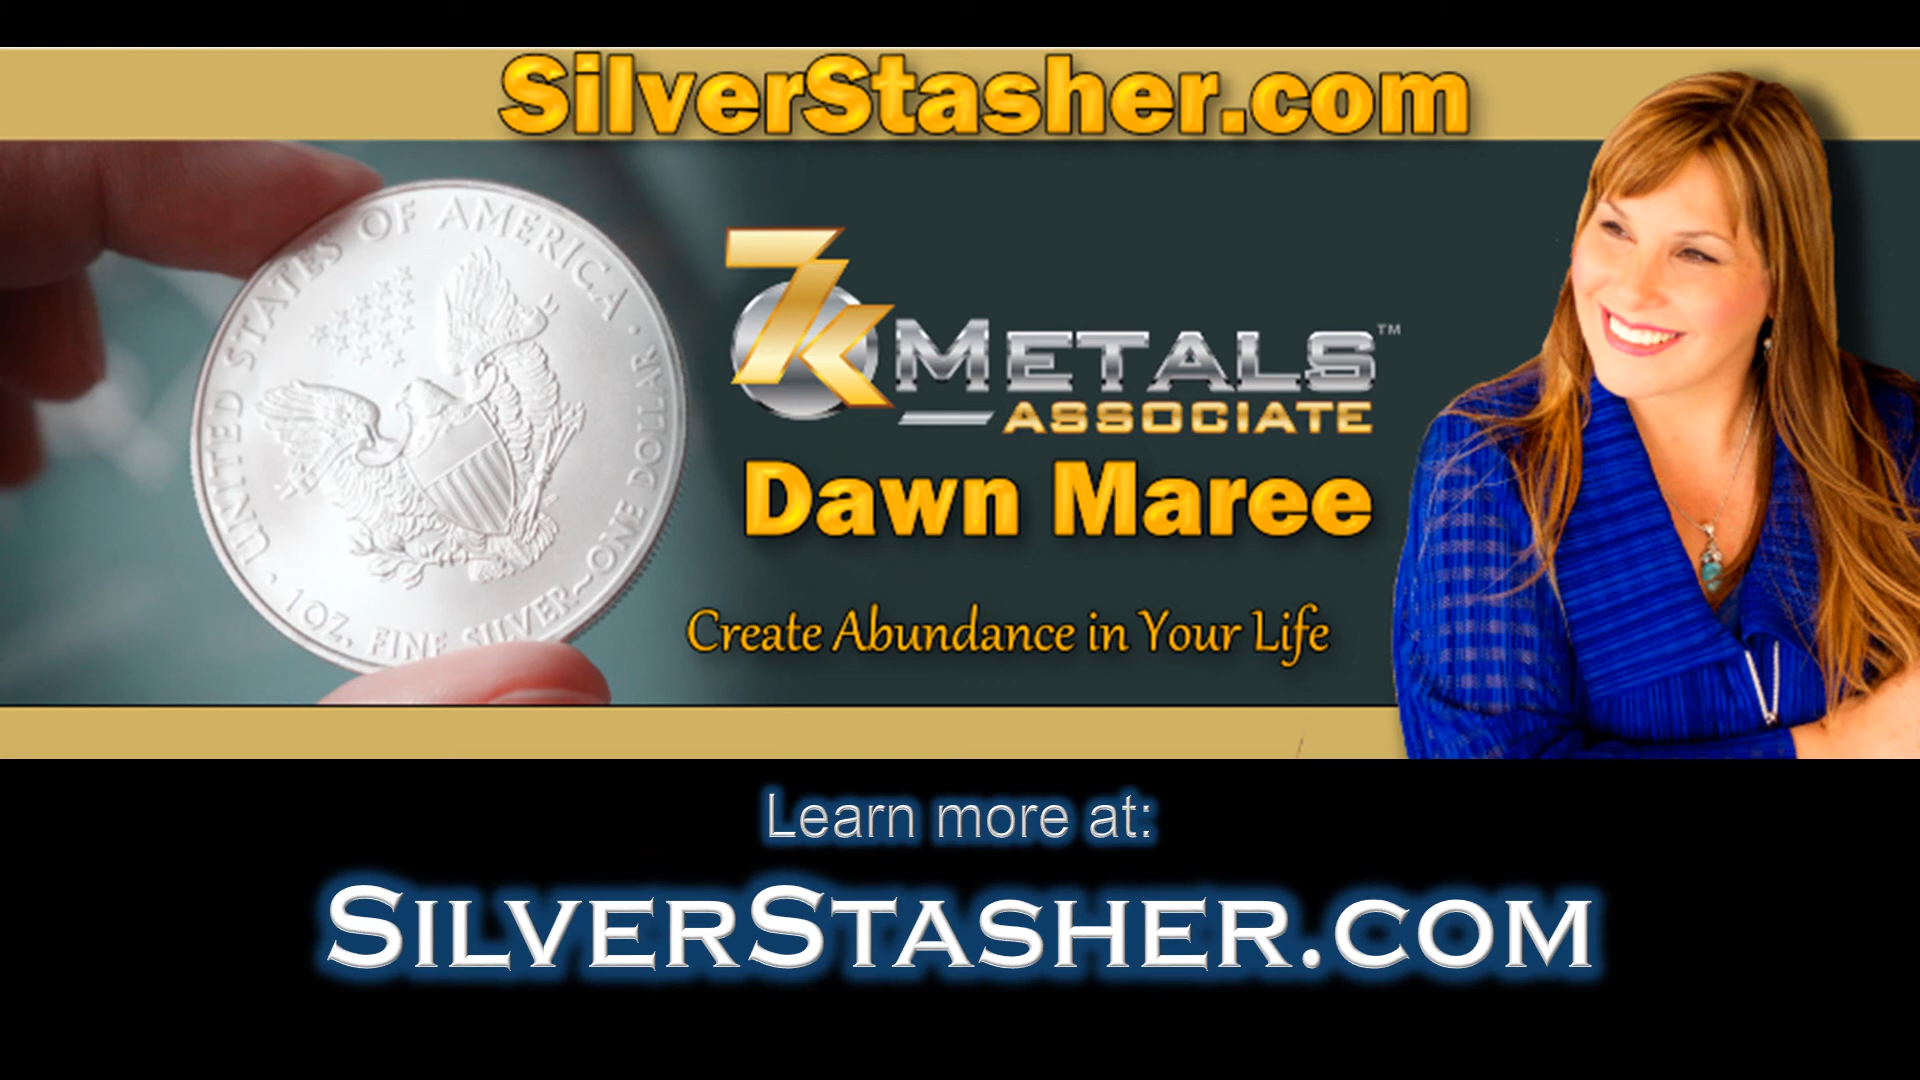 SilverStasher.com
UNITED STATES OF AMERICA · 
· 1 OZ. FINE SILVER~ONE DOLLAR ·
7k METALS™
ASSOCIATE
Dawn Maree
Create Abundance in Your Life
Learn more at:
SILVERSTASHER.COM